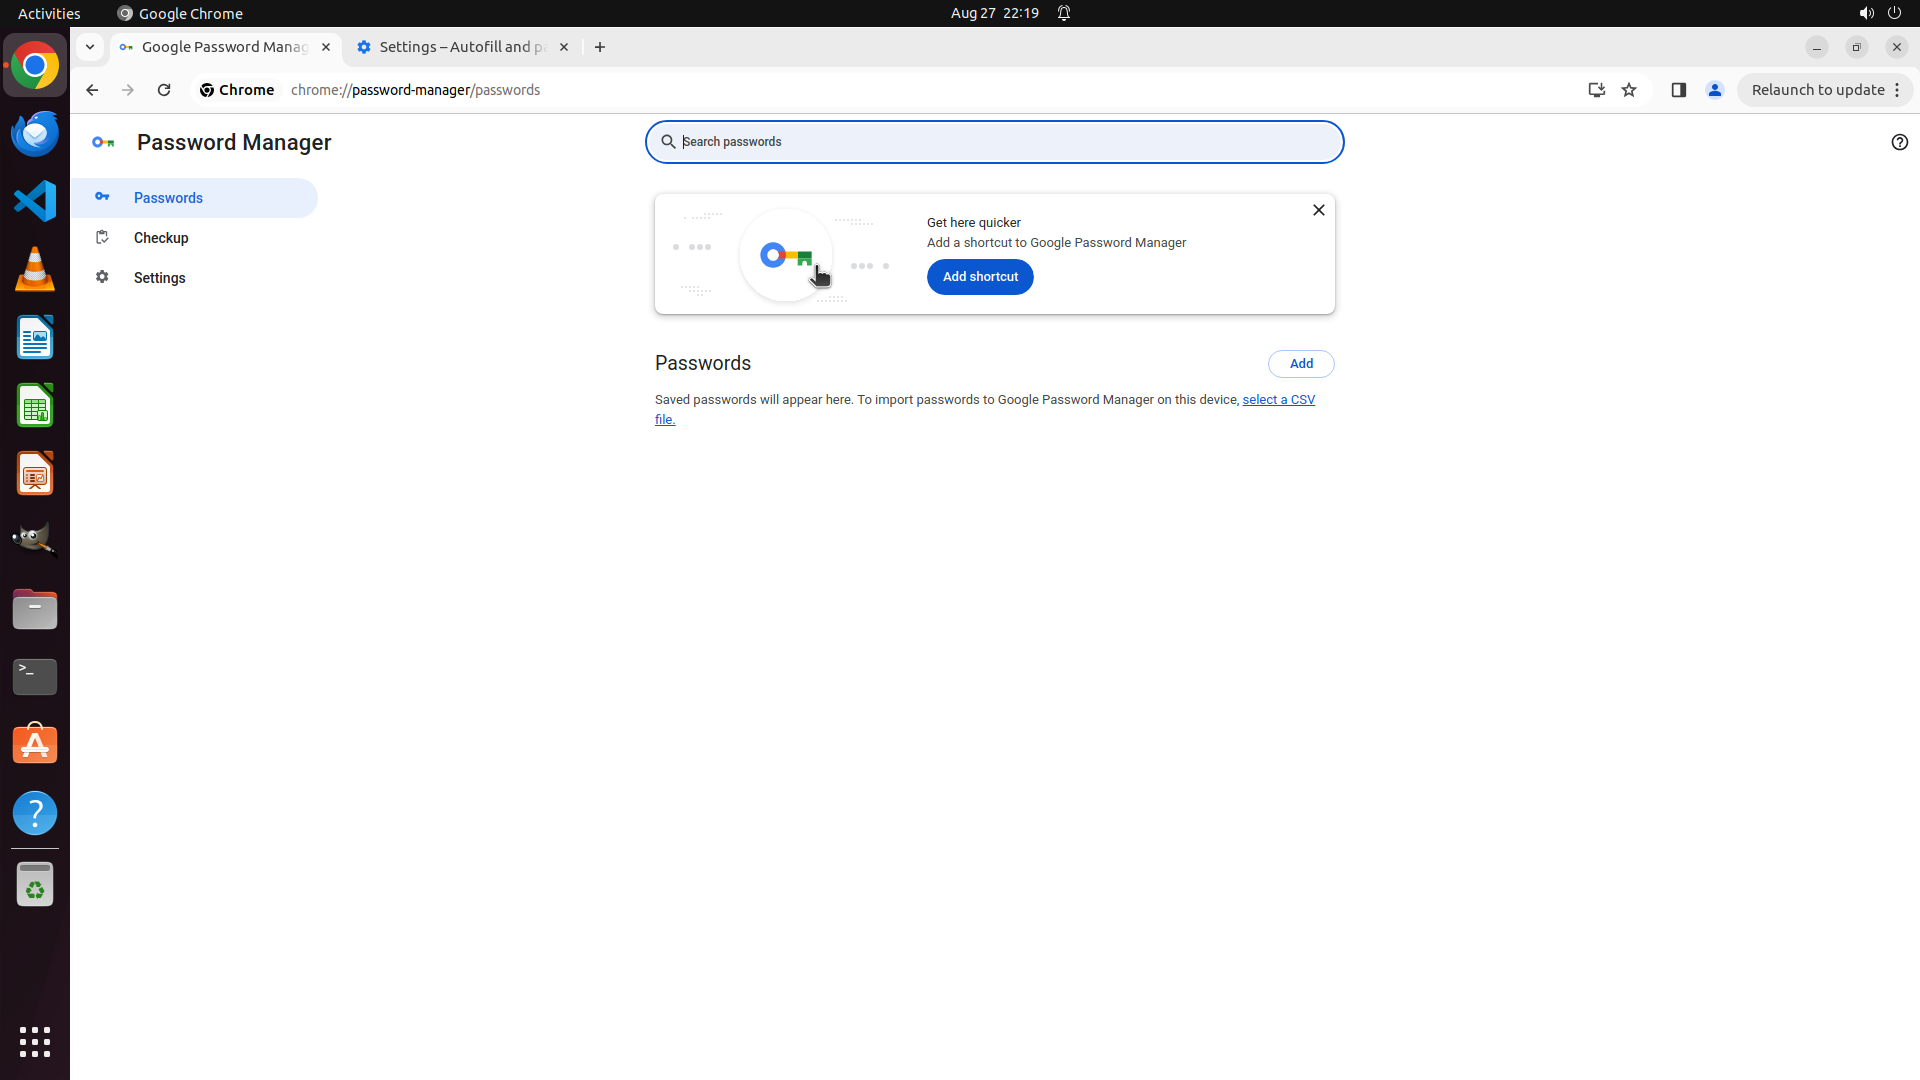 Activities
Google Chrome
Aug 27 22:19
Google Password Manag
Settings – Autofill and p
Chrome
chrome://password-manager/passwords
Relaunch to update
Password Manager
Search passwords
Passwords
Checkup
Settings
Get here quicker
Add a shortcut to Google Password Manager
Add shortcut
Passwords
Add
Saved passwords will appear here. To import passwords to Google Password Manager on this device, select a CSV
file.